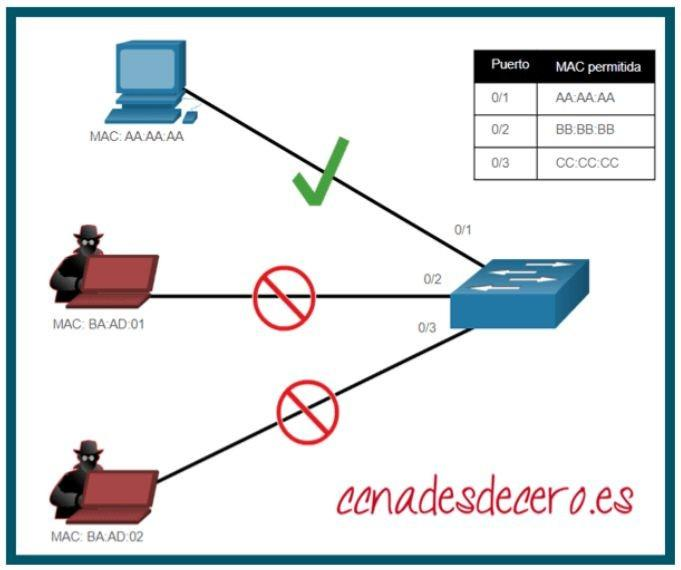 Puerto MAC permitida
0/1 AA:AA:AA
0/2 BB:BB:BB
0/3 CC:CC:CC
MAC: AA:AA:AA
0/1
0/2
MAC: BA:AD:01
0/3
MAC: BA:AD:02
ccnadesdecero.es